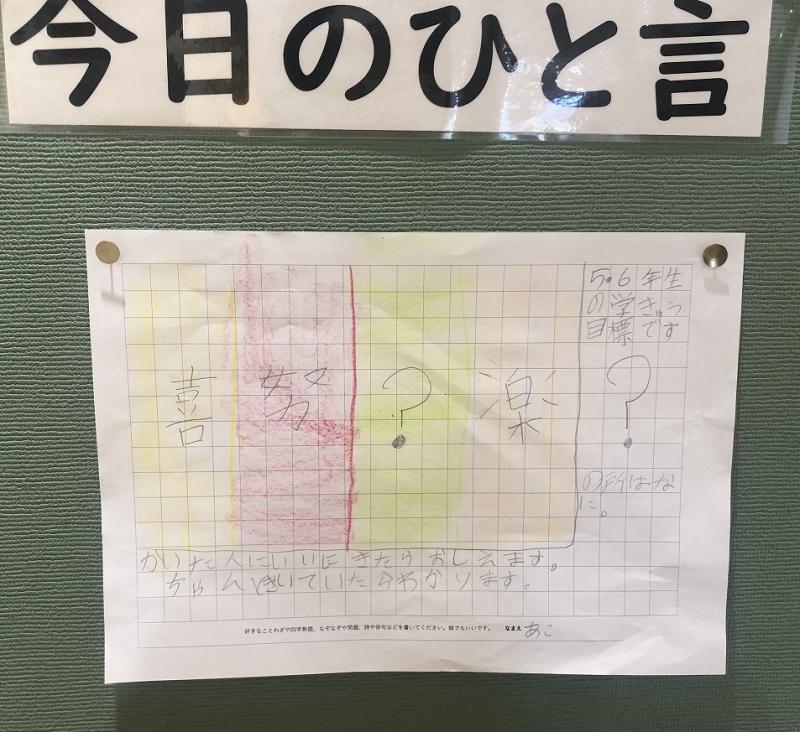 今日のひと言
5.6年生
の学きゅう
目標です
喜 努 ? 楽 ?
の所はな
に。
かいた人にいいにきたらおしえます。
ちゃんときいていたらわかります。
好きなことわざや四字熟語、なぞなぞや問題、詩や俳句などを書いてください。絵でもいいです。 なまえ あこ